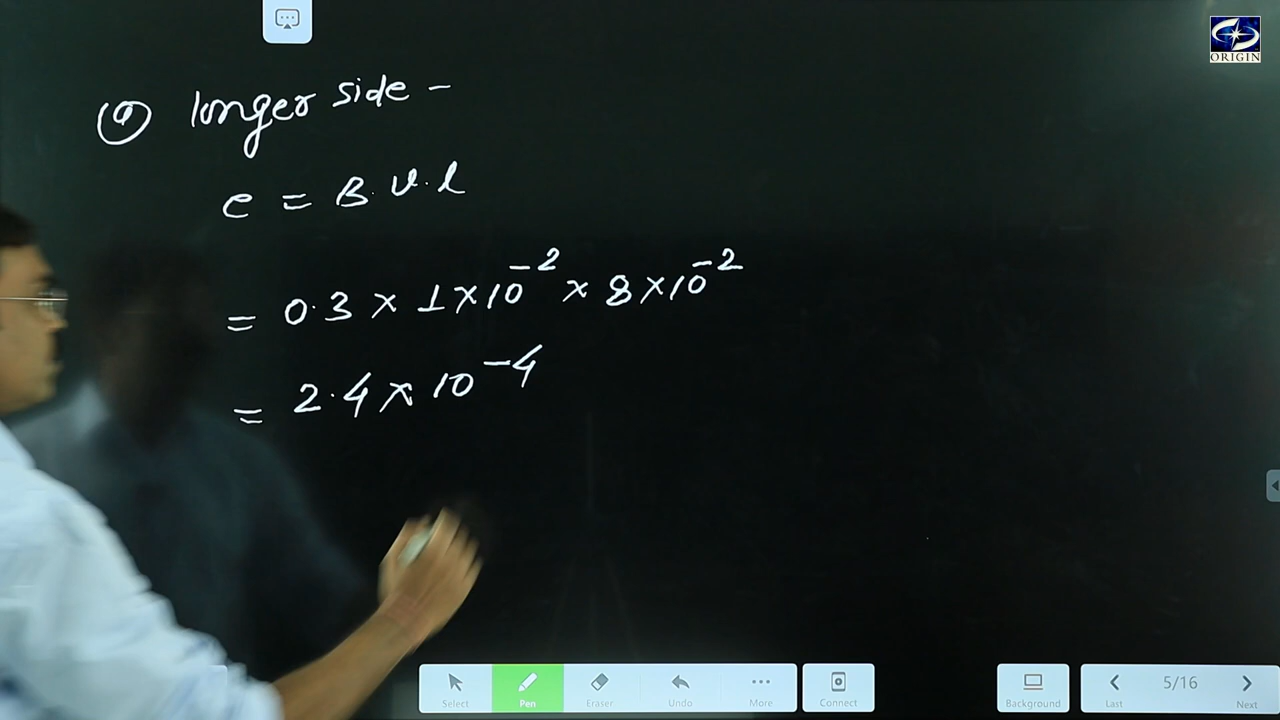 ORIGIN
(a) longer side -
e = B.v.l
= 0.3 × 1×10⁻² × 8×10⁻²
= 2.4 × 10⁻⁴
Select Pen Eraser Undo More Connect Background Last 5/16 Next